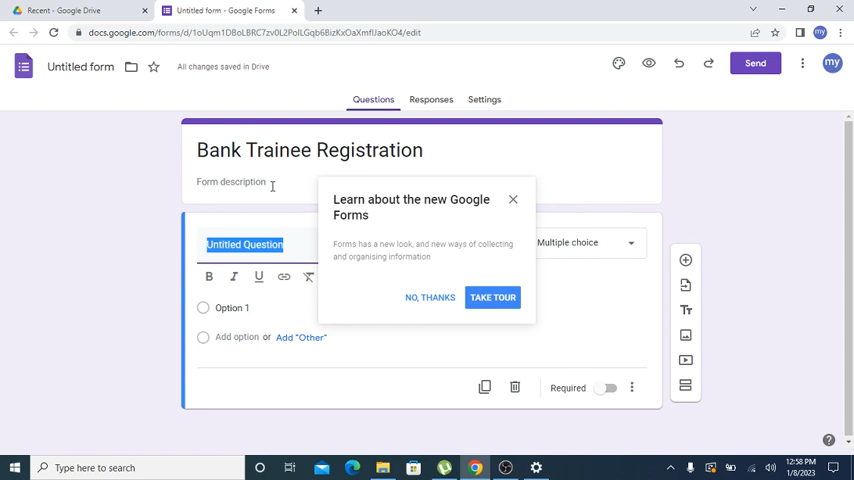 Recent - Google Drive
Untitled form - Google Forms
docs.google.com/forms/d/1oUqm1DBoLBRC7zv0L2PolLGqb6BizKxOaXmflJaoKO4/edit
my
Untitled form
All changes saved in Drive
Send
my
Questions
Responses
Settings
Bank Trainee Registration
Form description
Learn about the new Google
Forms
Forms has a new look, and new ways of collecting
and organising information
NO, THANKS
TAKE TOUR
Untitled Question
Multiple choice
B I U
Option 1
Add option or Add "Other"
Required
Type here to search
12:58 PM
1/8/2023